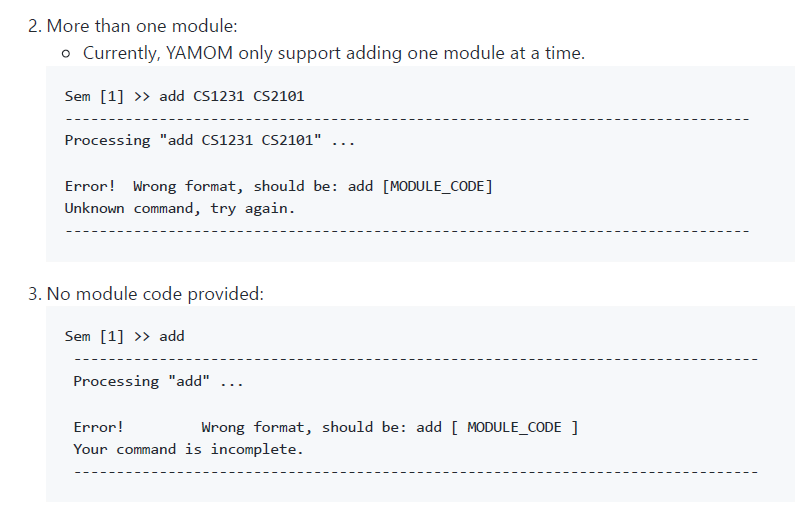 2. More than one module:
○ Currently, YAMOM only support adding one module at a time.
Sem [1] >> add CS1231 CS2101
--------------------------------------------------------------------------------
Processing "add CS1231 CS2101" ...
Error!  Wrong format, should be: add [MODULE_CODE]
Unknown command, try again.
--------------------------------------------------------------------------------
3. No module code provided:
Sem [1] >> add
--------------------------------------------------------------------------------
Processing "add" ...
Error!         Wrong format, should be: add [ MODULE_CODE ]
Your command is incomplete.
--------------------------------------------------------------------------------